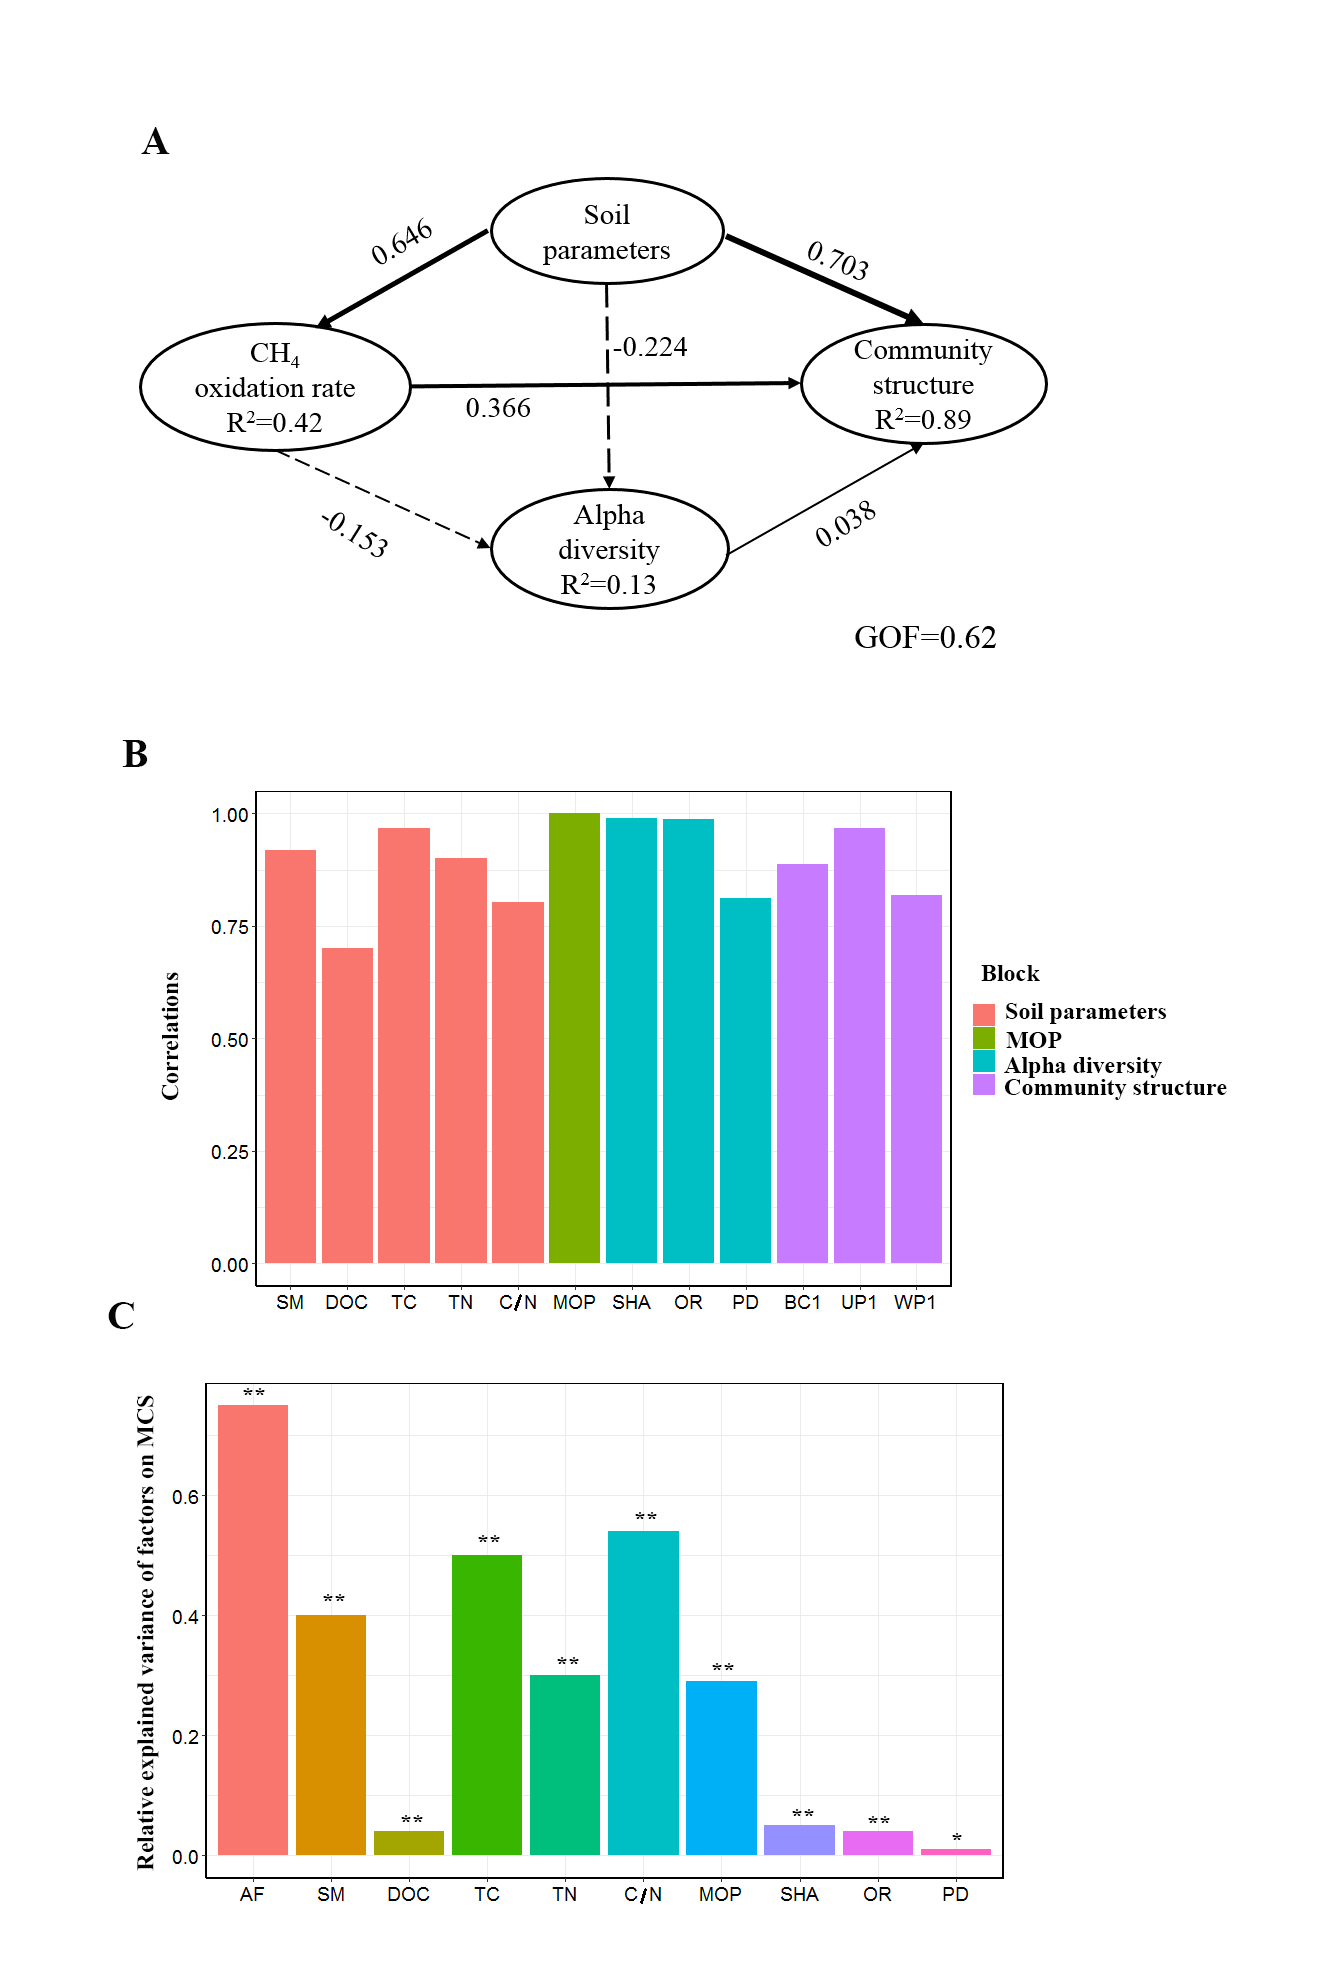 A
Soil
parameters
0.646
0.703
-0.224
CH₄
oxidation rate
R²=0.42
Community
structure
R²=0.89
0.366
-0.153
Alpha
diversity
R²=0.13
0.038
GOF=0.62
B
Correlations
1.00
0.75
0.50
0.25
0.00
SM DOC TC TN C/N MOP SHA OR PD BC1 UP1 WP1
Block
Soil parameters
MOP
Alpha diversity
Community structure
C
Relative explained variance of factors on MCS
0.6
0.4
0.2
0.0
** ** ** ** ** ** ** ** ** *
AF SM DOC TC TN C/N MOP SHA OR PD